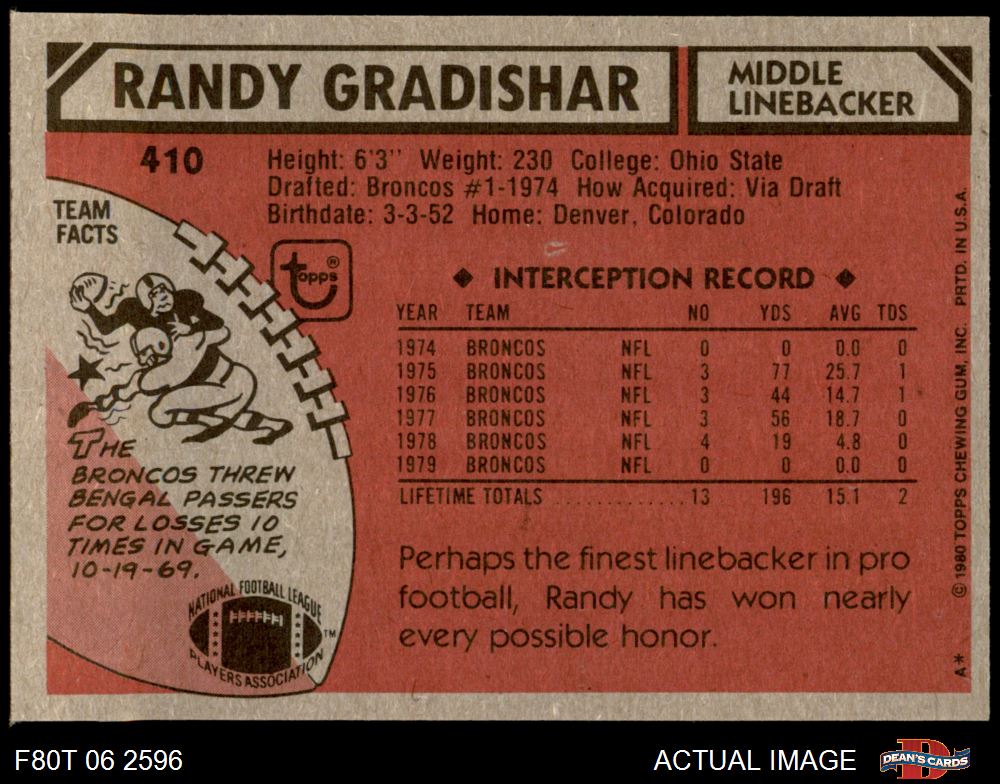 RANDY GRADISHAR
MIDDLE
LINEBACKER
410
Height: 6'3" Weight: 230 College: Ohio State
Drafted: Broncos #1-1974 How Acquired: Via Draft
Birthdate: 3-3-52 Home: Denver, Colorado
TEAM
FACTS
topps®
THE
BRONCOS THREW
BENGAL PASSERS
FOR LOSSES 10
TIMES IN GAME,
10-19-69.
NATIONAL FOOTBALL LEAGUE
PLAYERS ASSOCIATION
TM
◆ INTERCEPTION RECORD ◆
YEAR TEAM NO YDS AVG TDS
1974 BRONCOS NFL 0 0 0.0 0
1975 BRONCOS NFL 3 77 25.7 1
1976 BRONCOS NFL 3 44 14.7 1
1977 BRONCOS NFL 3 56 18.7 0
1978 BRONCOS NFL 4 19 4.8 0
1979 BRONCOS NFL 0 0 0.0 0
LIFETIME TOTALS ............. 13 196 15.1 2
Perhaps the finest linebacker in pro
football, Randy has won nearly
every possible honor.
A* © 1980 TOPPS CHEWING GUM, INC. PRTD. IN U.S.A.
F80T 06 2596
ACTUAL IMAGE
DEAN'S CARDS